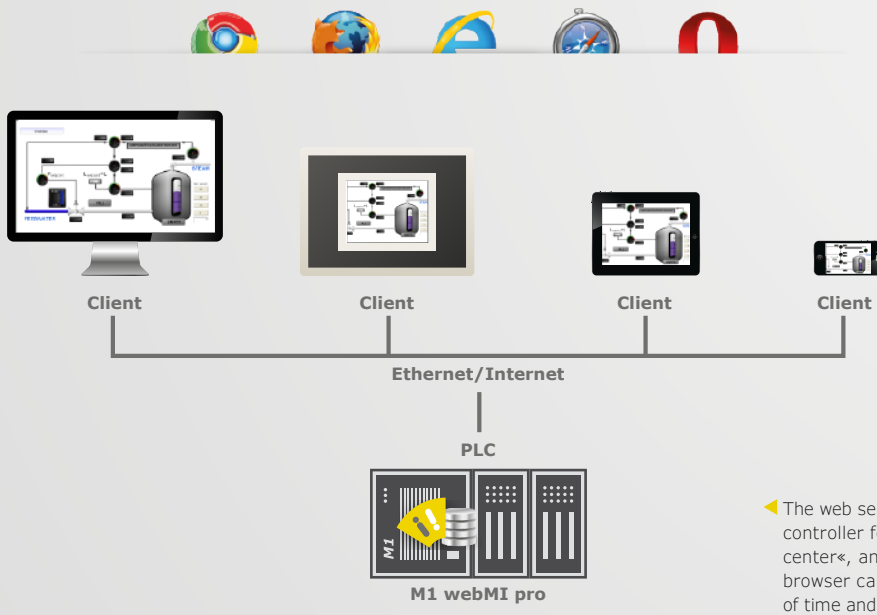 Client
Client
Client
Client
Ethernet/Internet
PLC
M1
M1 webMI pro
The web se
controller f
center«, an
browser ca
of time and